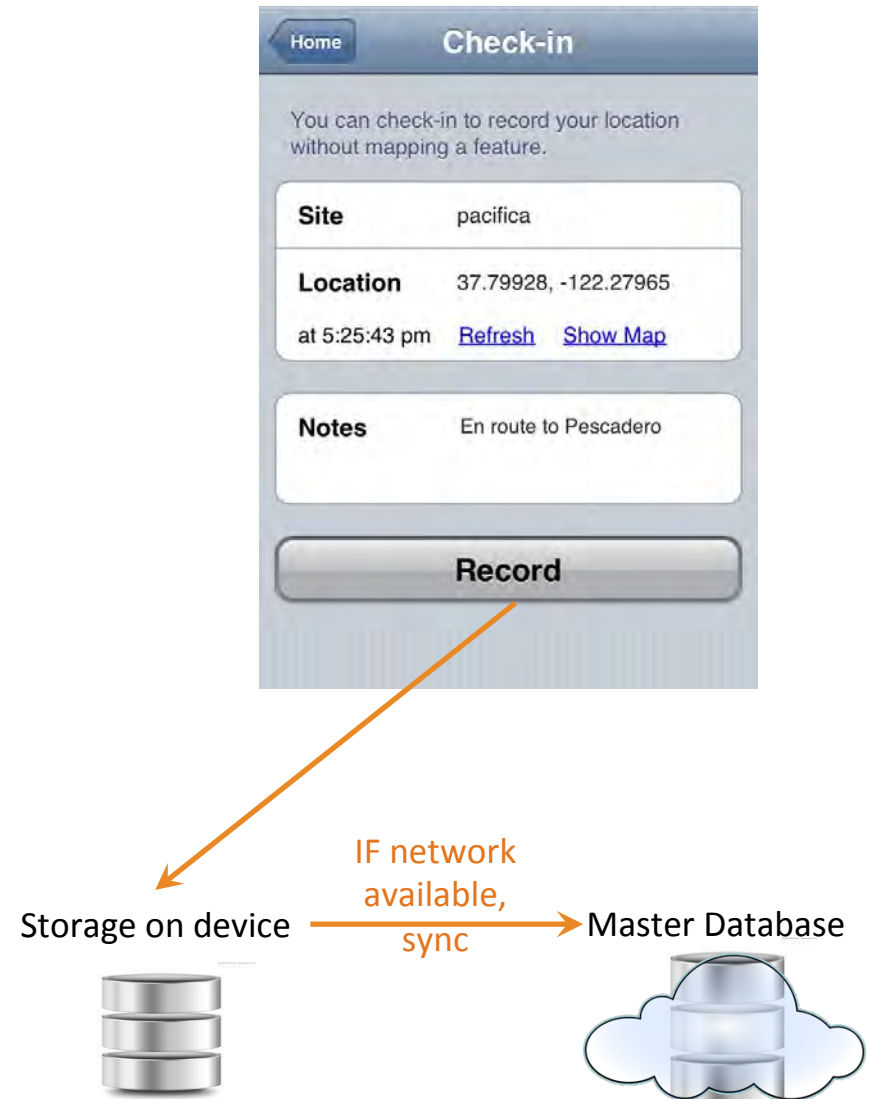 Home
Check-in
You can check-in to record your location
without mapping a feature.
Site pacifica
Location 37.79928, -122.27965
at 5:25:43 pm Refresh Show Map
Notes En route to Pescadero
Record
IF network
available,
sync
Storage on device
Master Database